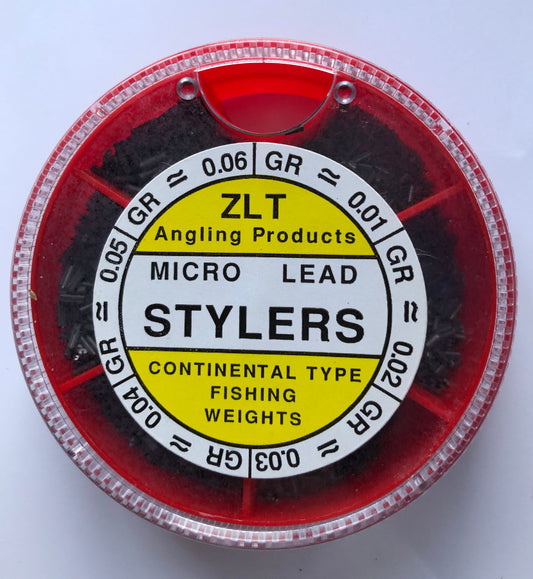 ZLT
Angling Products
MICRO LEAD
STYLERS
CONTINENTAL TYPE
FISHING
WEIGHTS
GR ≈ 0.01
GR ≈ 0.02
GR ≈ 0.03
GR ≈ 0.04
GR ≈ 0.05
GR ≈ 0.06